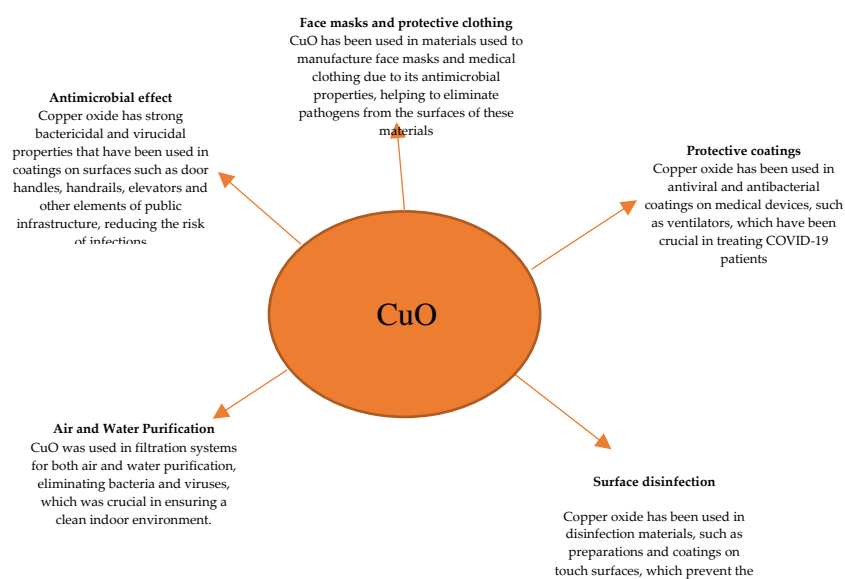 Face masks and protective clothing
CuO has been used in materials used to
manufacture face masks and medical
clothing due to its antimicrobial
properties, helping to eliminate
pathogens from the surfaces of these
materials
Antimicrobial effect
Copper oxide has strong
bactericidal and virucidal
properties that have been used in
coatings on surfaces such as door
handles, handrails, elevators and
other elements of public
infrastructure, reducing the risk
of infections
Protective coatings
Copper oxide has been used in
antiviral and antibacterial
coatings on medical devices, such
as ventilators, which have been
crucial in treating COVID-19
patients
CuO
Air and Water Purification
CuO was used in filtration systems
for both air and water purification,
eliminating bacteria and viruses,
which was crucial in ensuring a
clean indoor environment.
Surface disinfection
Copper oxide has been used in
disinfection materials, such as
preparations and coatings on
touch surfaces, which prevent the